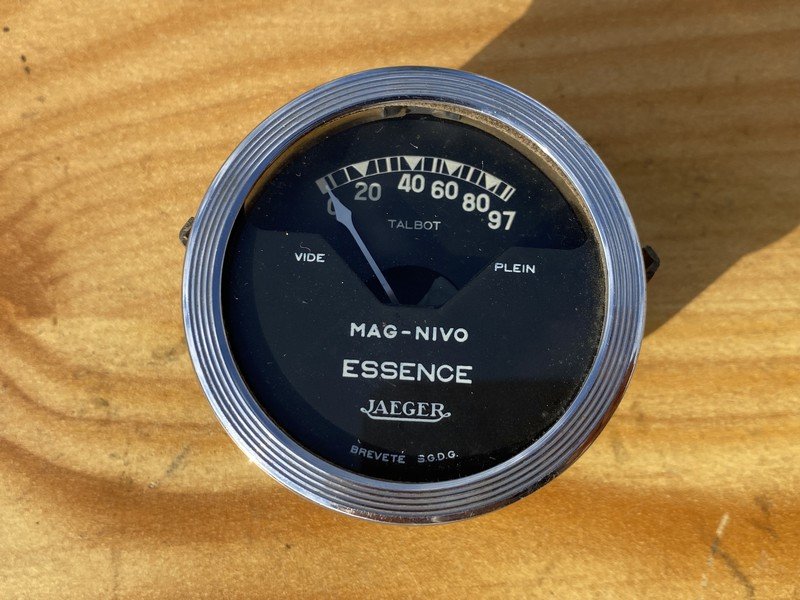 0 20 40 60 80 97
TALBOT
VIDE PLEIN
MAG-NIVO
ESSENCE
JAEGER
BREVETÉ S.G.D.G.